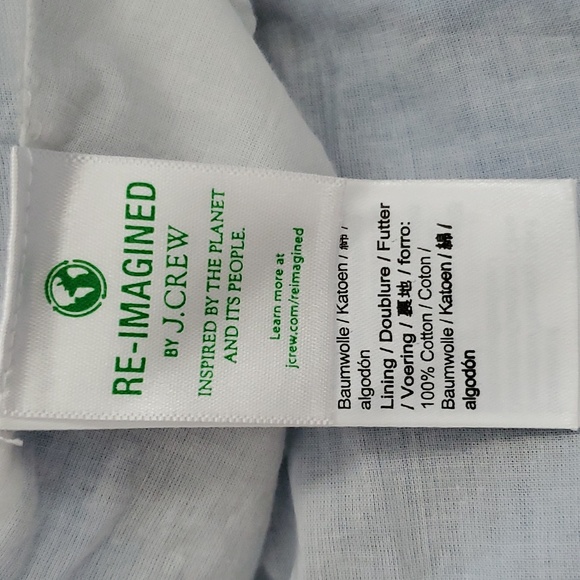 RE-IMAGINED
BY J.CREW
INSPIRED BY THE PLANET
AND ITS PEOPLE.
Learn more at
jcrew.com/reimagined
Baumwolle / Katoen / 綿 /
algodón
Lining / Doublure / Futter
/ Voering / 裏地 / forro:
100% Cotton / Coton /
Baumwolle / Katoen / 綿 /
algodón